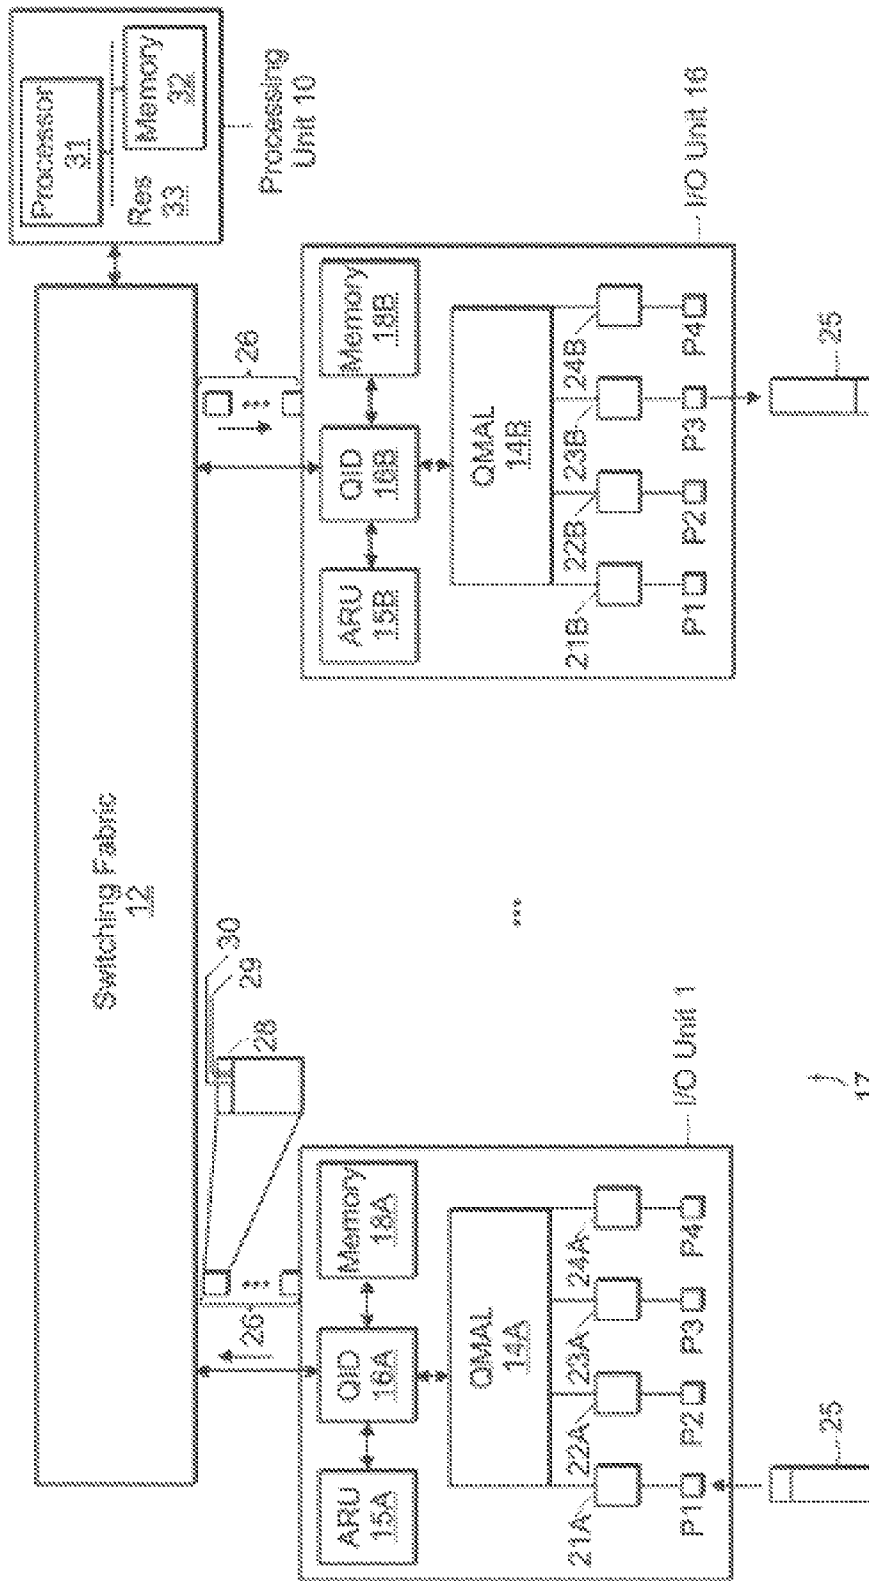 Switching Fabric
12
Processor
31
Memory
32
Res
33
Processing
Unit 10
26
26
30
29
28
ARU
15A
QID
16A
Memory
18A
QMAL
14A
21A
22A
23A
24A
P1
P2
P3
P4
I/O Unit 1
25
...
17
ARU
15B
QID
16B
Memory
18B
QMAL
14B
21B
22B
23B
24B
P1
P2
P3
P4
I/O Unit 16
25